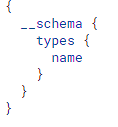 {
  __schema {
    types {
      name
    }
  }
}